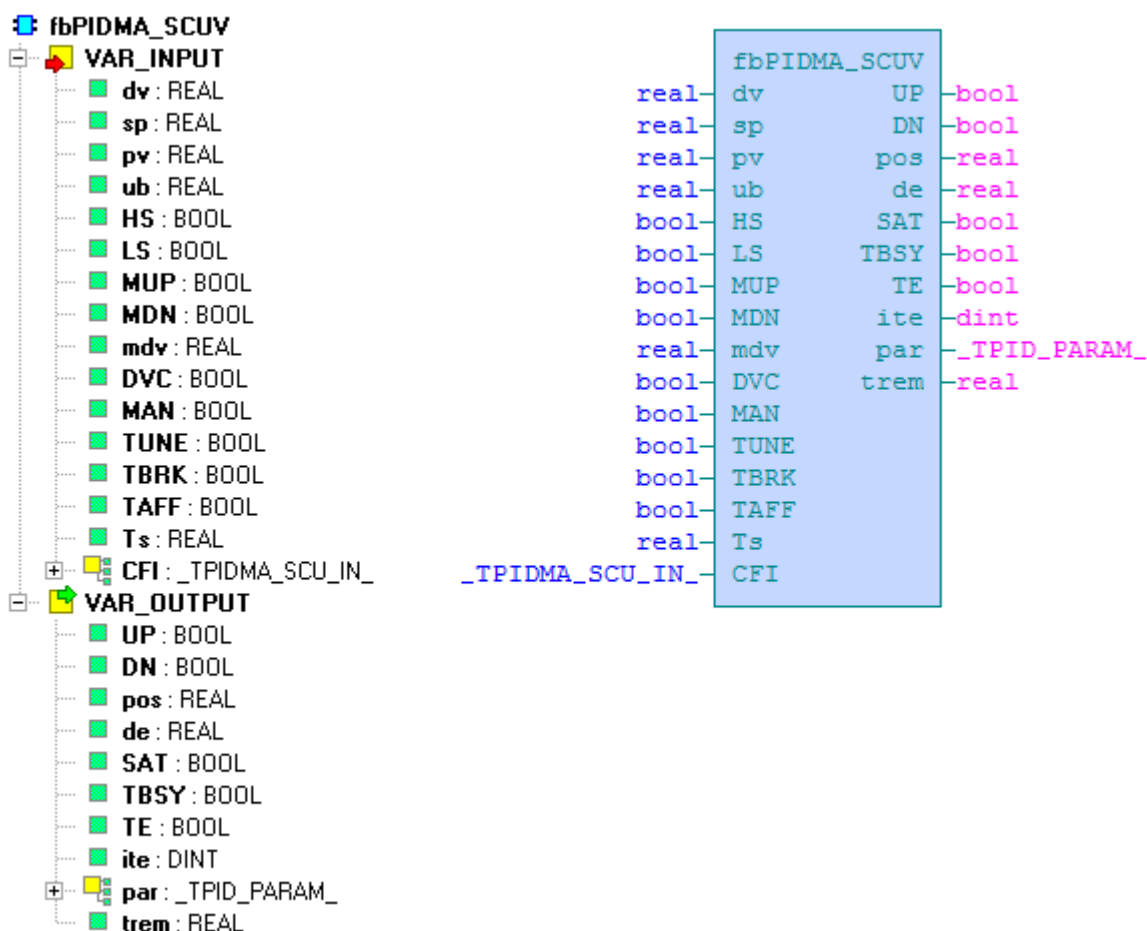 fbPIDMA_SCUV
VAR_INPUT
dv : REAL
sp : REAL
pv : REAL
ub : REAL
HS : BOOL
LS : BOOL
MUP : BOOL
MDN : BOOL
mdv : REAL
DVC : BOOL
MAN : BOOL
TUNE : BOOL
TBRK : BOOL
TAFF : BOOL
Ts : REAL
CFI : _TPIDMA_SCU_IN_
VAR_OUTPUT
UP : BOOL
DN : BOOL
pos : REAL
de : REAL
SAT : BOOL
TBSY : BOOL
TE : BOOL
ite : DINT
par : _TPID_PARAM_
trem : REAL
fbPIDMA_SCUV
real dv UP bool
real sp DN bool
real pv pos real
real ub de real
bool HS SAT bool
bool LS TBSY bool
bool MUP TE bool
bool MDN ite dint
real mdv par _TPID_PARAM_
bool DVC trem real
bool MAN
bool TUNE
bool TBRK
bool TAFF
real Ts
_TPIDMA_SCU_IN_ CFI